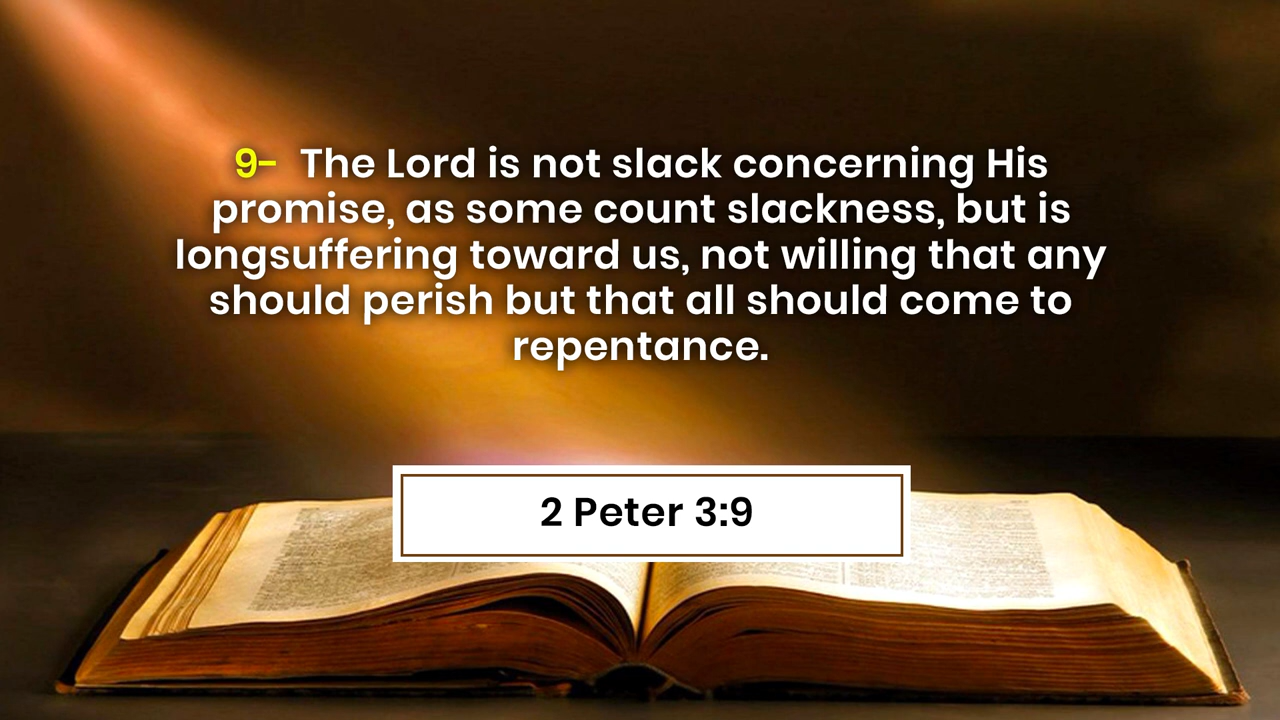 9- The Lord is not slack concerning His
promise, as some count slackness, but is
longsuffering toward us, not willing that any
should perish but that all should come to
repentance.
2 Peter 3:9